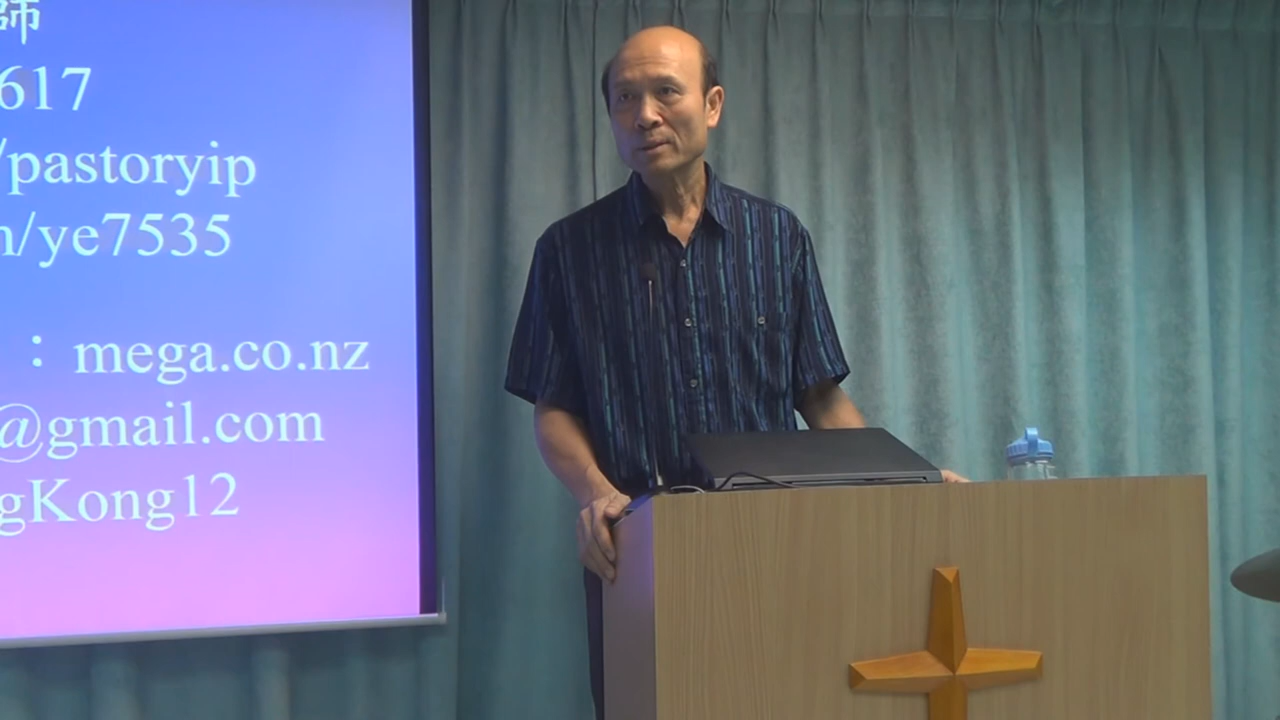 師
617
/pastoryip
n/ye7535
：mega.co.nz
@gmail.com
gKong12